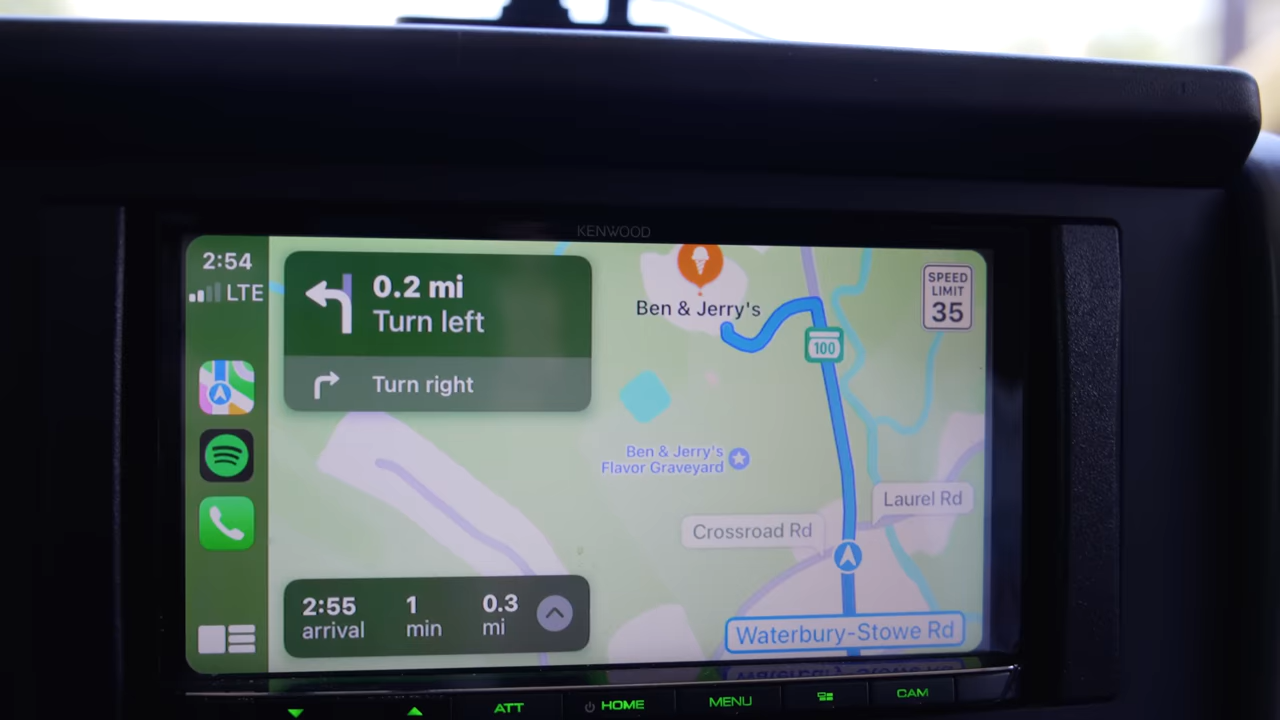 KENWOOD
2:54
LTE
0.2 mi
Turn left
Turn right
Ben & Jerry's
SPEED
LIMIT
35
100
Ben & Jerry's
Flavor Graveyard
Laurel Rd
Crossroad Rd
Waterbury-Stowe Rd
2:55 1 0.3
arrival min mi
ATT HOME MENU CAM